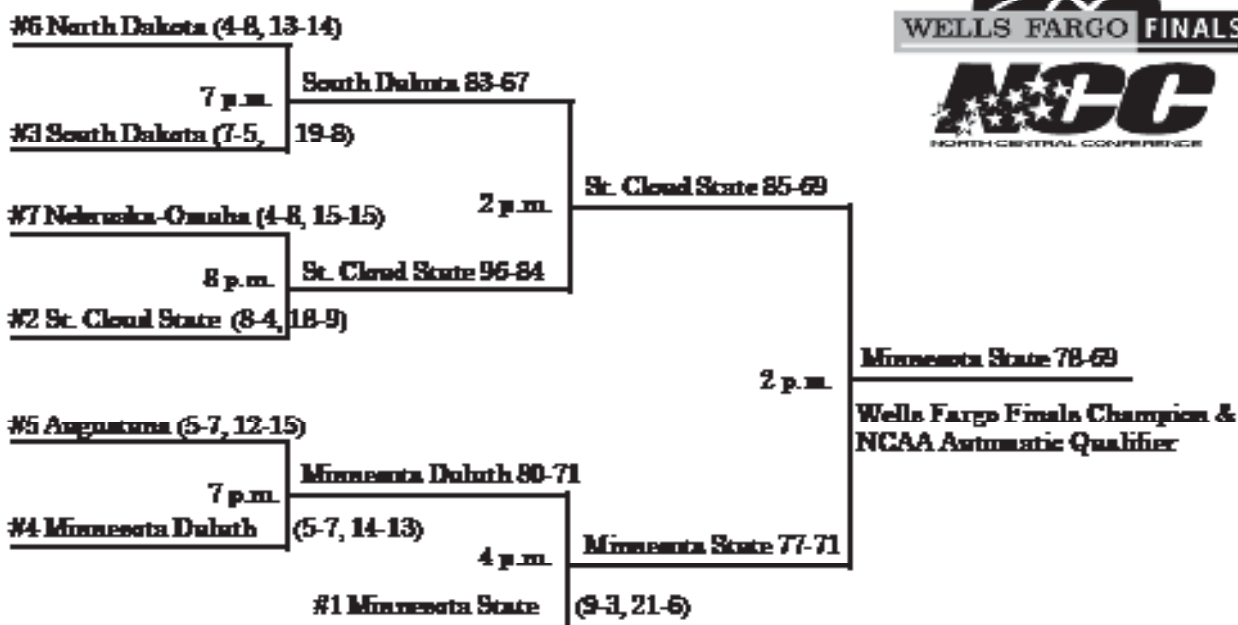 WELLS FARGO FINALS
NCC
NORTH CENTRAL CONFERENCE
#6 North Dakota (4-8, 13-14)
7 p.m.
South Dakota 83-67
#3 South Dakota (7-5, 19-8)
#7 Nebraska-Omaha (4-8, 15-15)
2 p.m.
St. Cloud State 85-69
8 p.m.
St. Cloud State 96-84
#2 St. Cloud State (8-4, 18-9)
2 p.m.
Minnesota State 78-69
Wells Fargo Finals Champion &
NCAA Automatic Qualifier
#5 Augustana (5-7, 12-15)
7 p.m.
Minnesota Duluth 80-71
#4 Minnesota Duluth (5-7, 14-13)
4 p.m.
Minnesota State 77-71
#1 Minnesota State (9-3, 21-6)